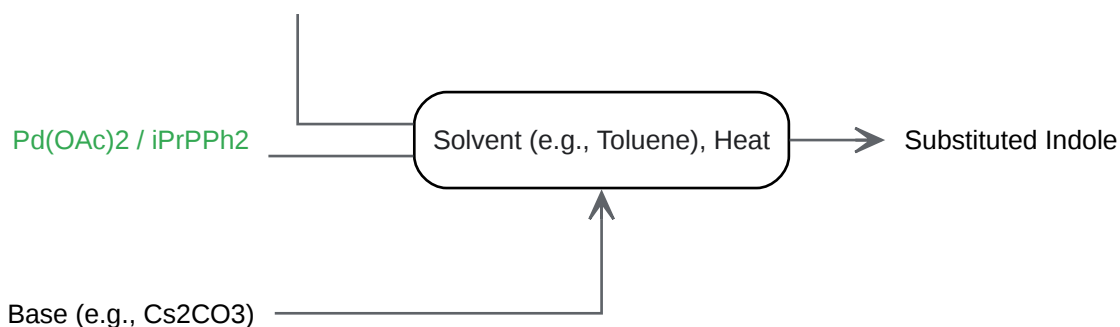 Pd(OAc)2 / iPrPPh2
Solvent (e.g., Toluene), Heat
Substituted Indole
Base (e.g., Cs2CO3)